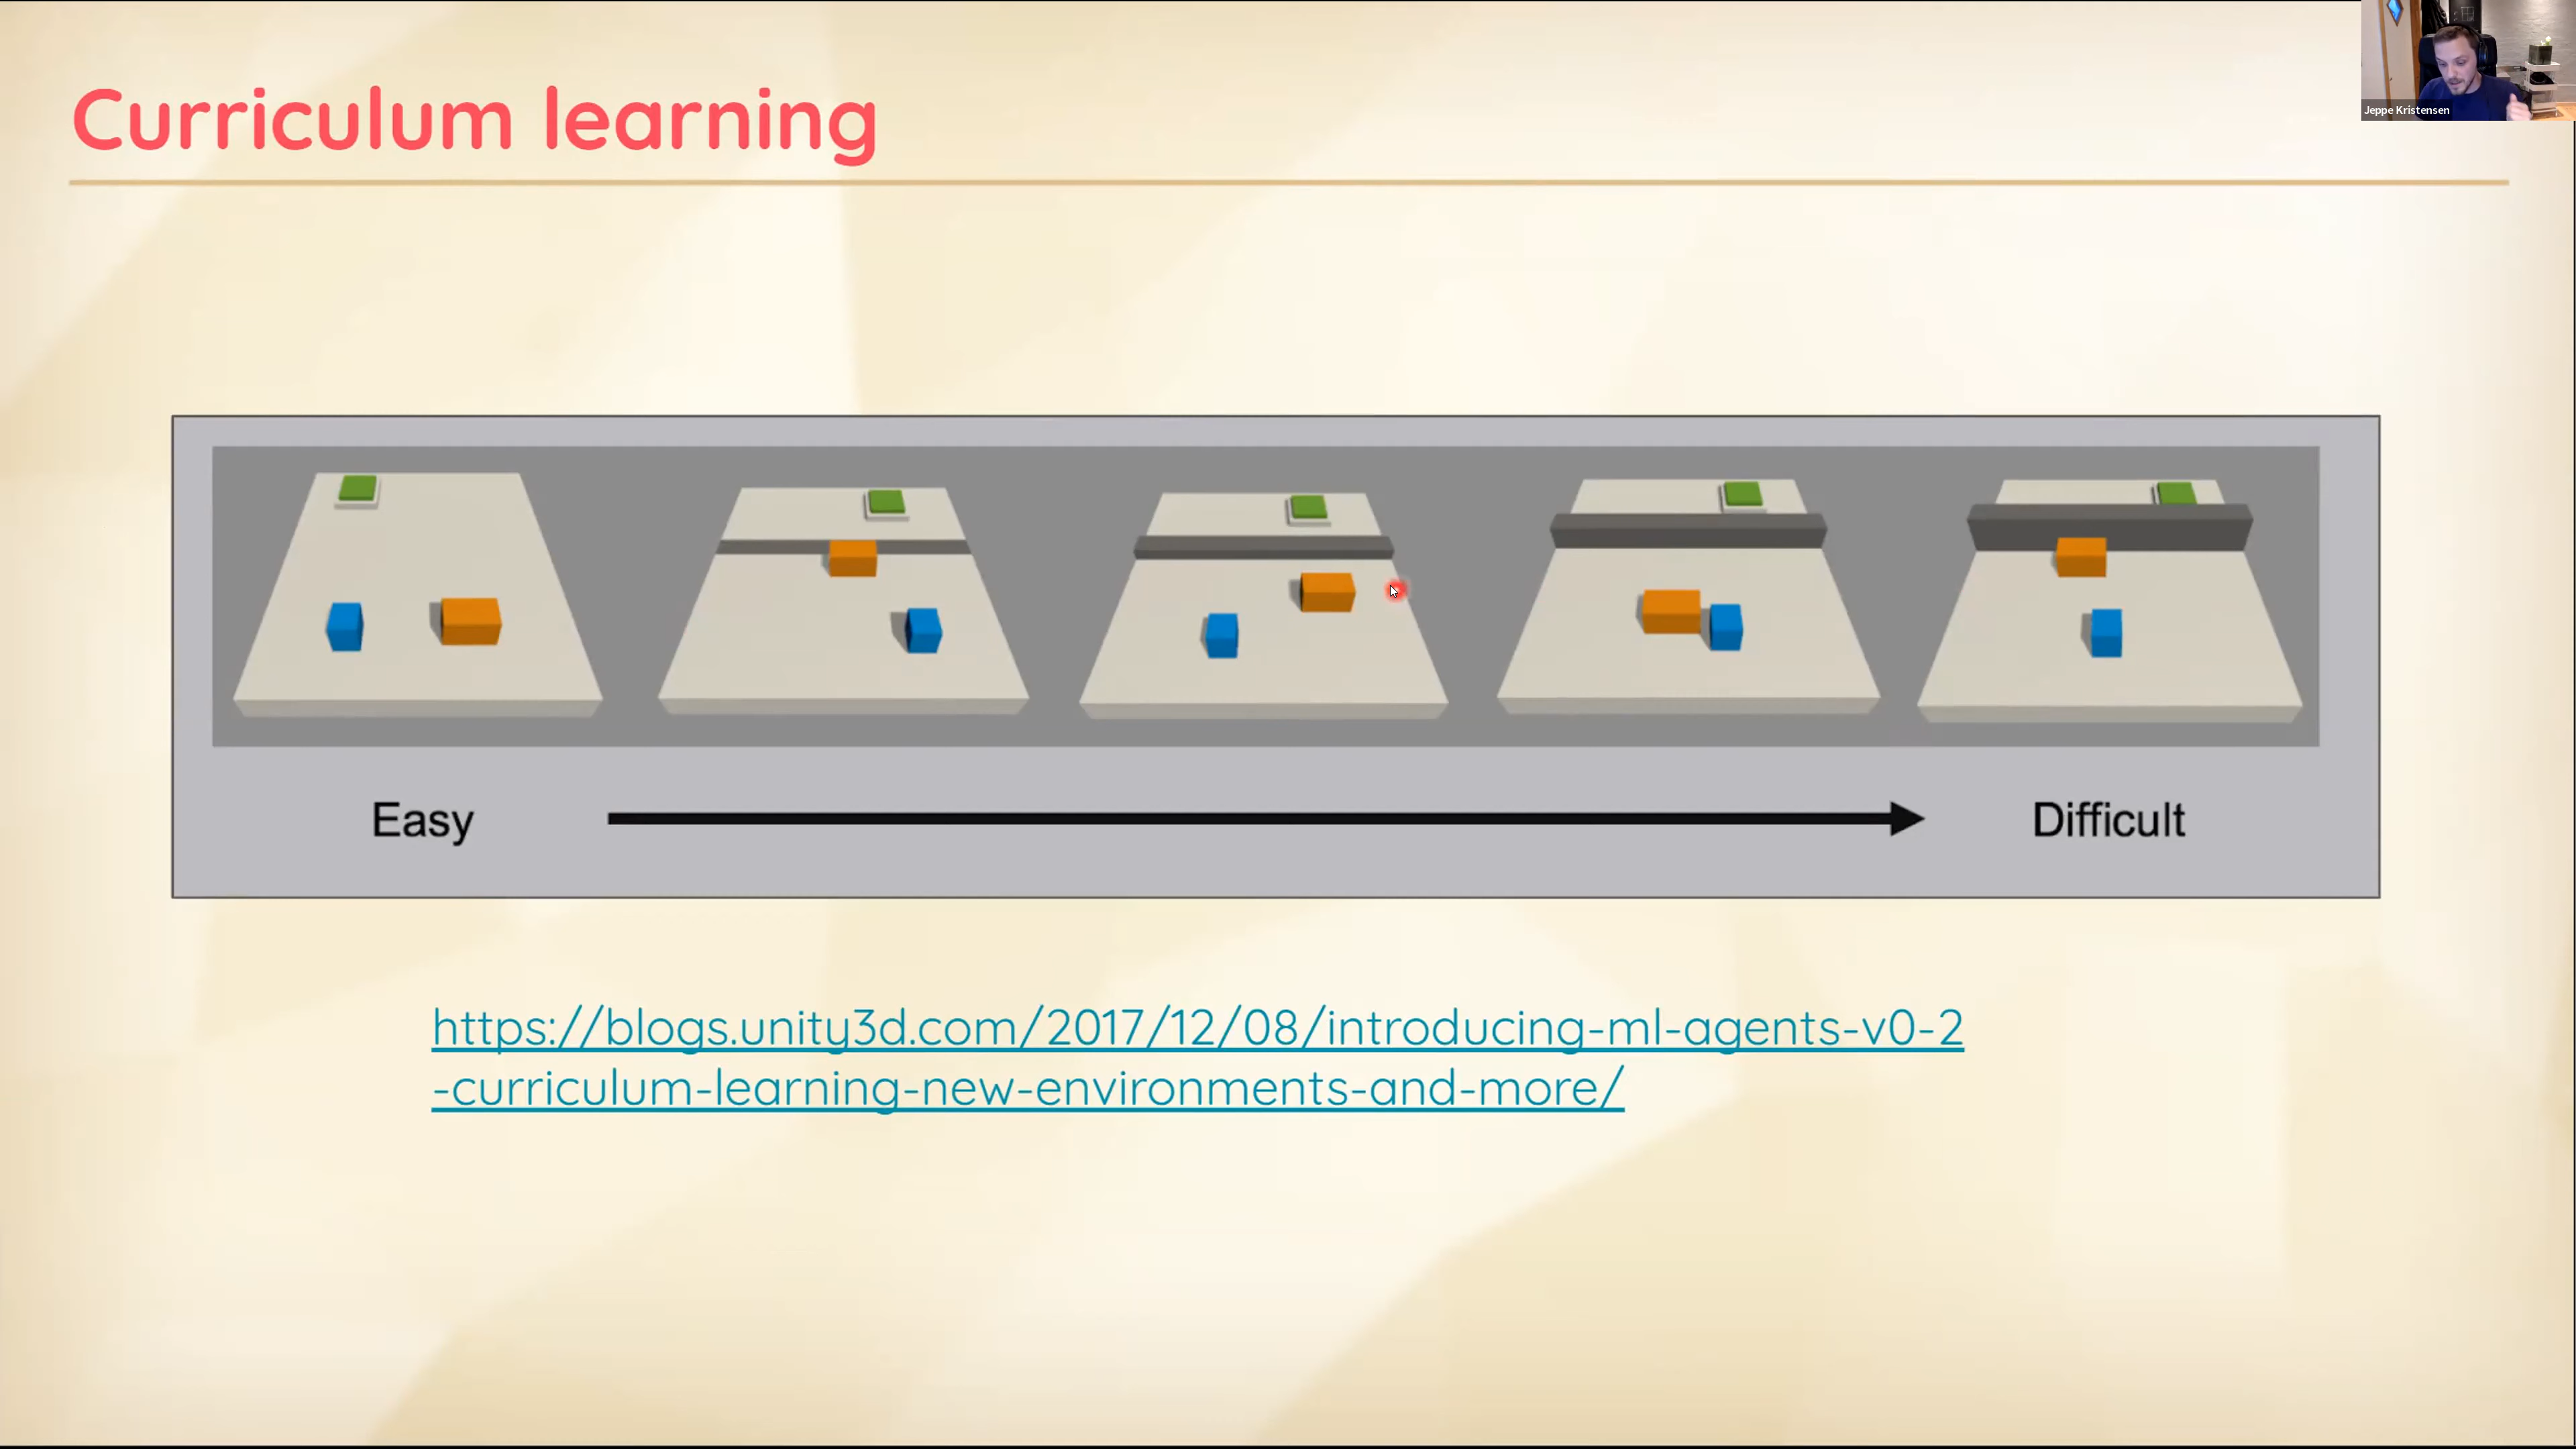 Curriculum learning
Jeppe Kristensen
Easy
Difficult
https://blogs.unity3d.com/2017/12/08/introducing-ml-agents-v0-2
-curriculum-learning-new-environments-and-more/